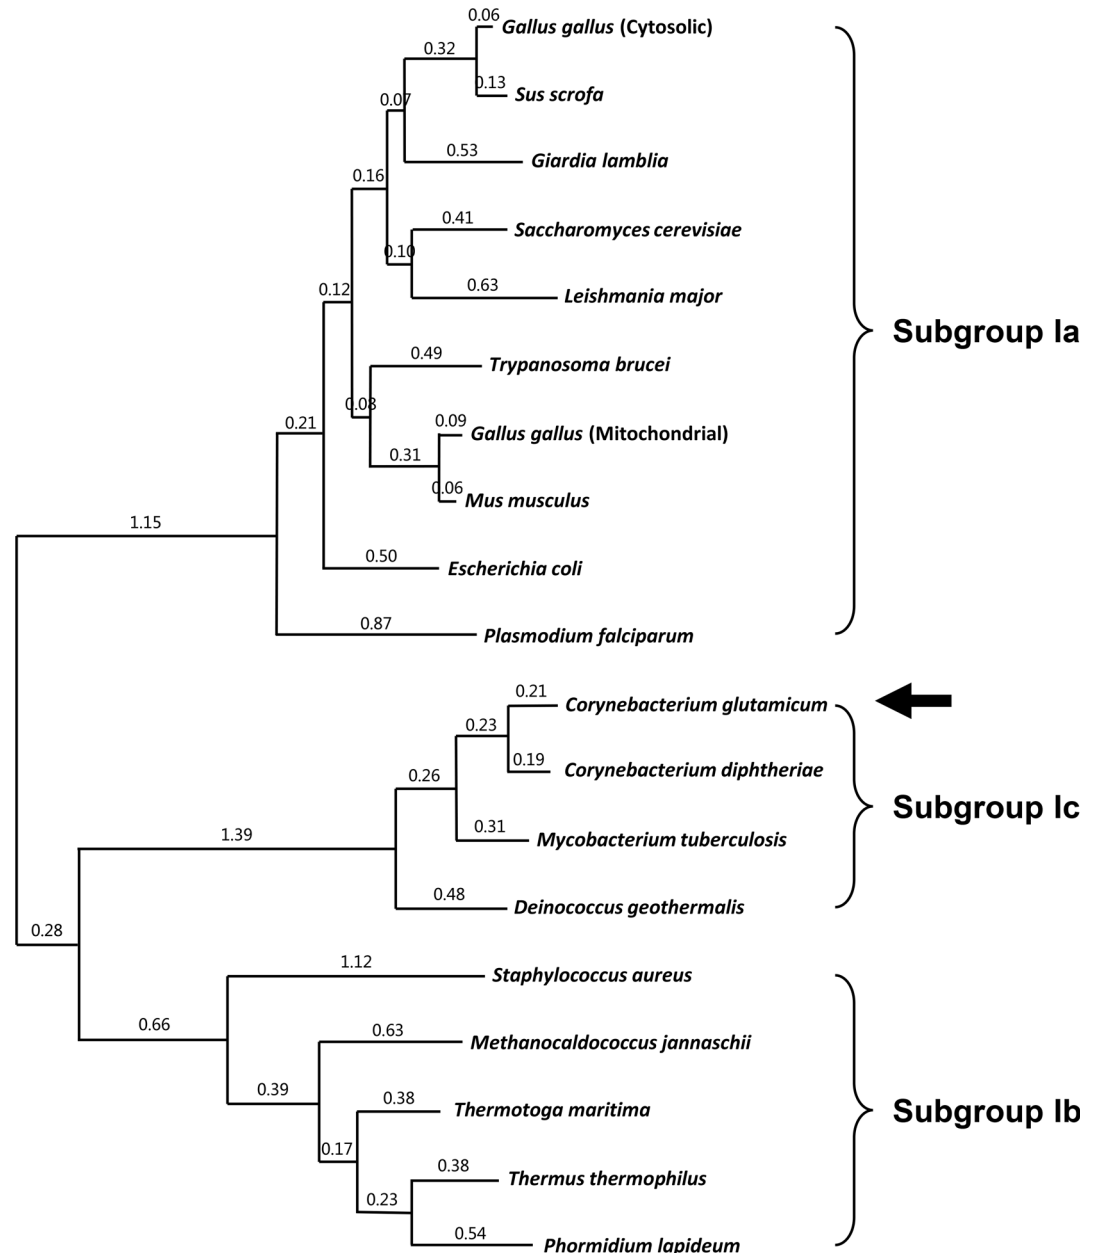 0.06
Gallus gallus (Cytosolic)
0.32
0.13
Sus scrofa
0.07
0.53
Giardia lamblia
0.16
0.41
Saccharomyces cerevisiae
0.10
0.63
Leishmania major
0.12
Subgroup Ia
0.49
Trypanosoma brucei
0.08
0.09
Gallus gallus (Mitochondrial)
0.21
0.31
0.06
Mus musculus
1.15
0.50
Escherichia coli
0.87
Plasmodium falciparum
0.21
Corynebacterium glutamicum
0.23
0.19
Corynebacterium diphtheriae
0.26
Subgroup Ic
0.31
Mycobacterium tuberculosis
1.39
0.48
Deinococcus geothermalis
0.28
1.12
Staphylococcus aureus
0.66
0.63
Methanocaldococcus jannaschii
0.39
0.38
Thermotoga maritima
Subgroup Ib
0.17
0.38
Thermus thermophilus
0.23
0.54
Phormidium lapideum